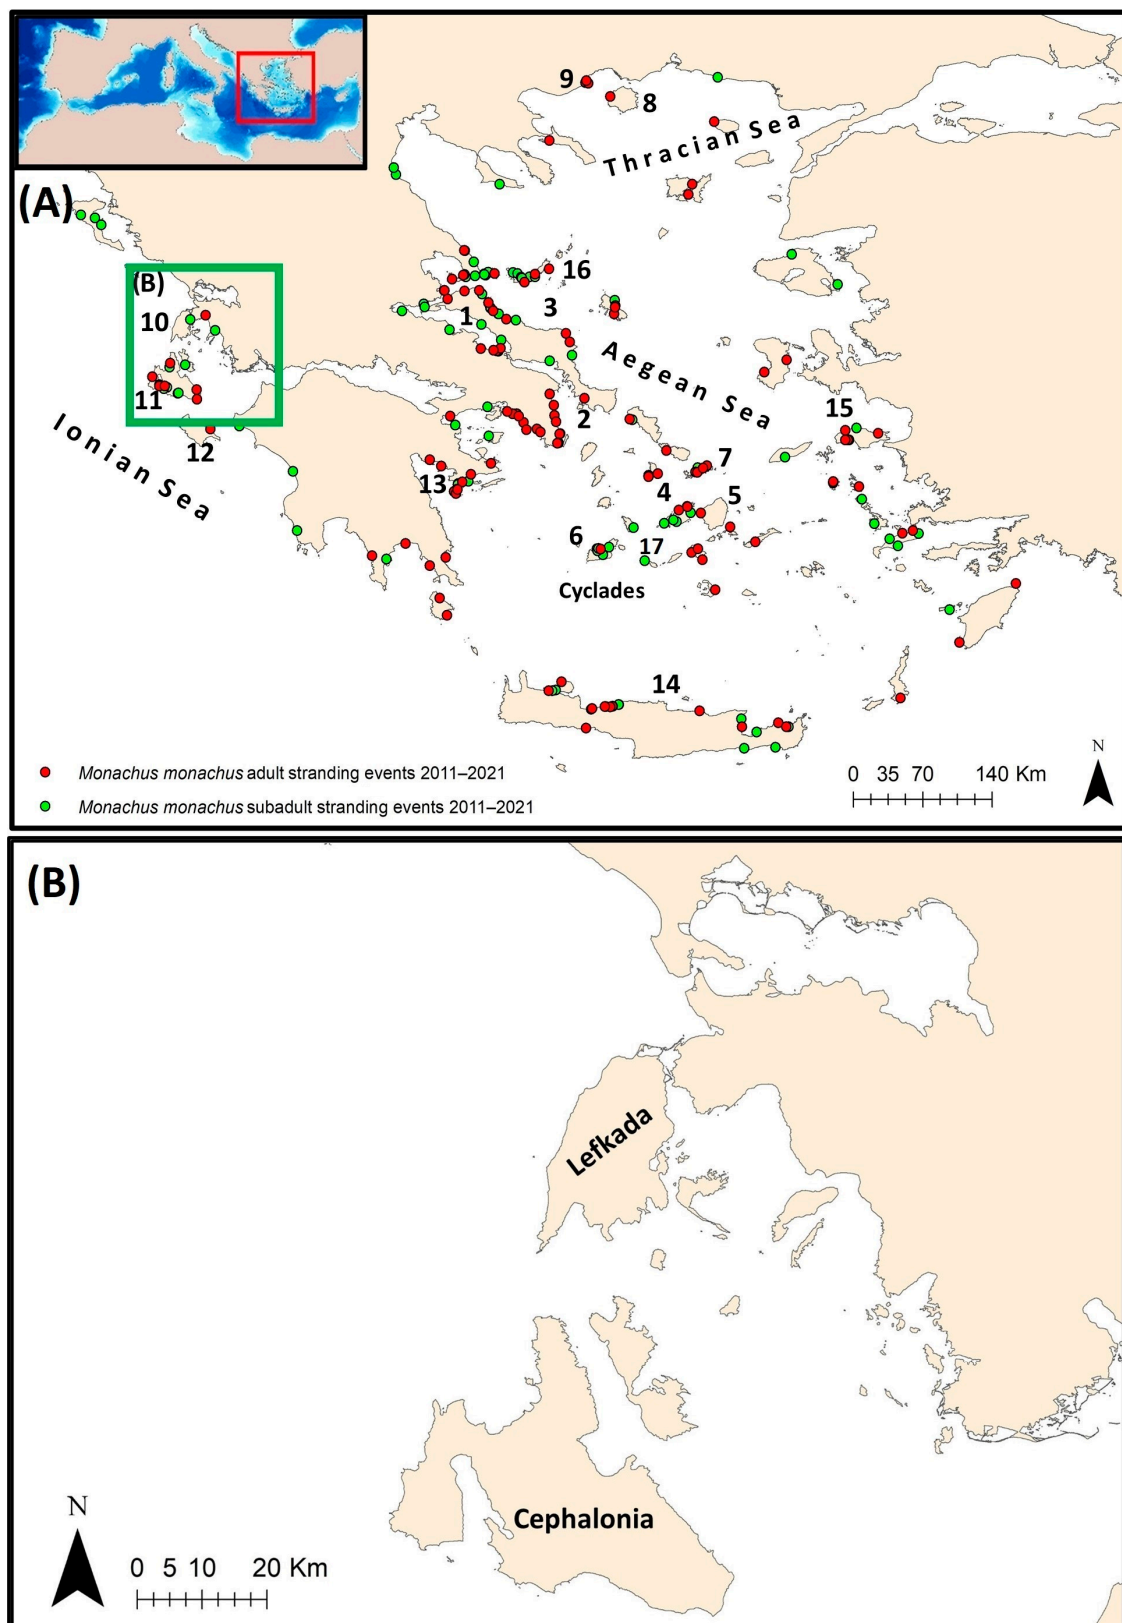 9
8
Thracian Sea
(A)
(B)
16
10
3
1
Aegean Sea
11
2
15
Ionian Sea
12
7
13
4
5
6
17
Cyclades
14
Monachus monachus adult stranding events 2011–2021
Monachus monachus subadult stranding events 2011–2021
N
0 35 70 140 Km
(B)
Lefkada
Cephalonia
N
0 5 10 20 Km